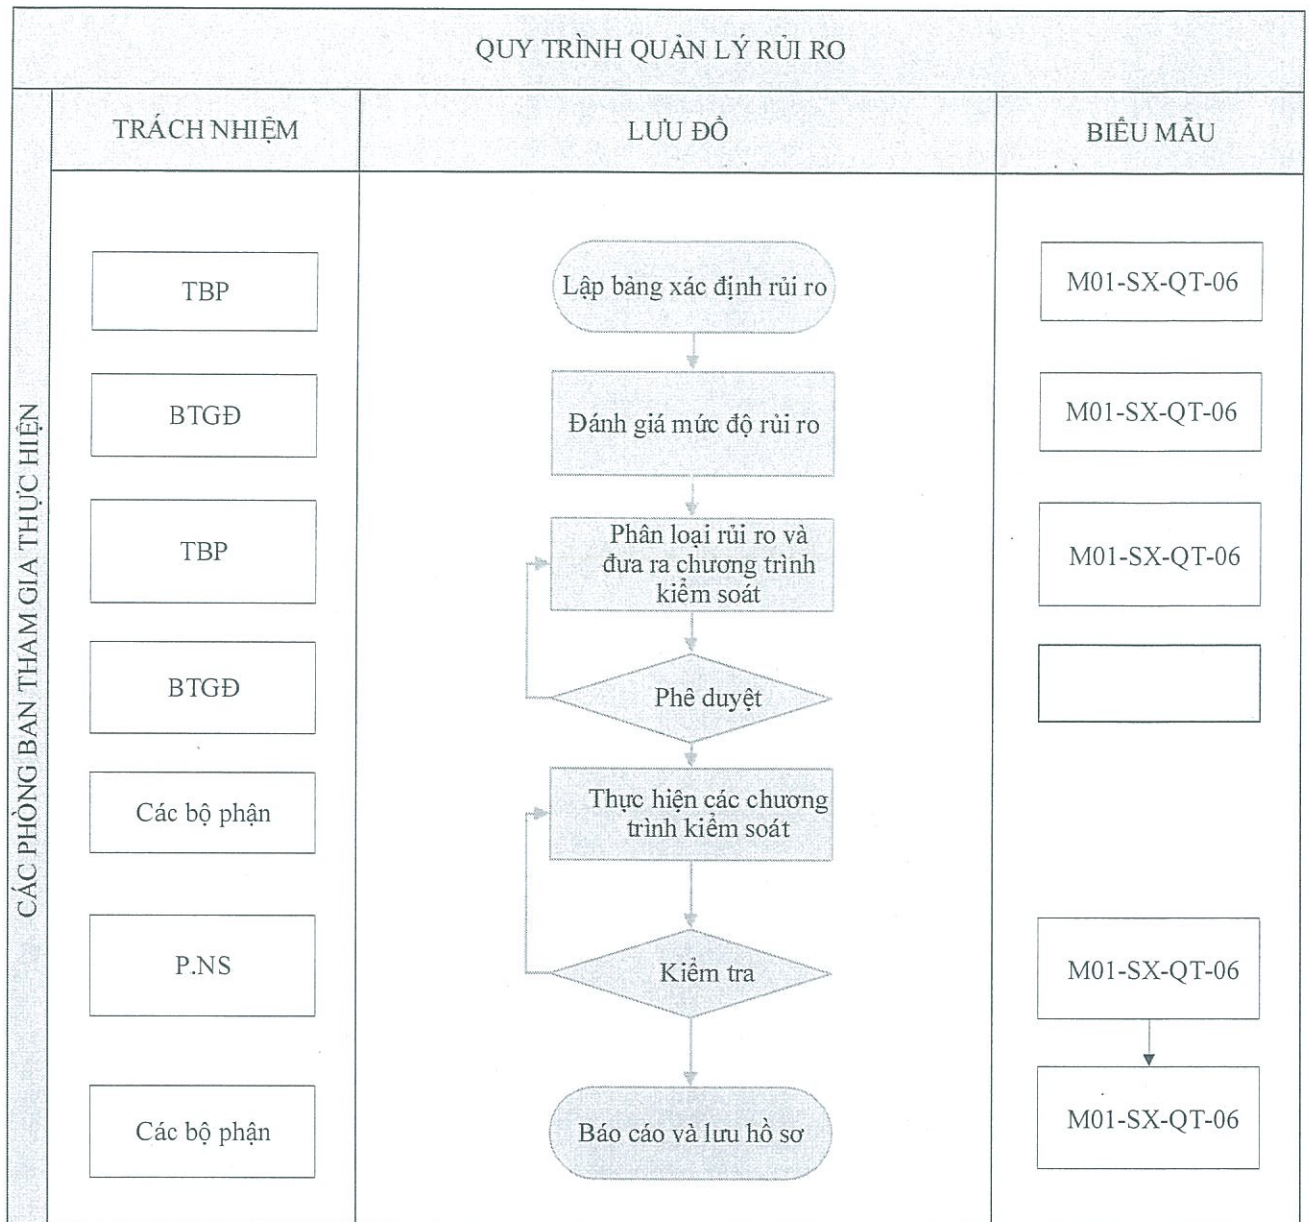 QUY TRÌNH QUẢN LÝ RỦI RO
CÁC PHÒNG BAN THAM GIA THỰC HIỆN
TRÁCH NHIỆM
LƯU ĐỒ
BIỂU MẪU
TBP
Lập bảng xác định rủi ro
M01-SX-QT-06
BTGĐ
Đánh giá mức độ rủi ro
M01-SX-QT-06
TBP
Phân loại rủi ro và
đưa ra chương trình
kiểm soát
M01-SX-QT-06
BTGĐ
Phê duyệt
Các bộ phận
Thực hiện các chương
trình kiểm soát
P.NS
Kiểm tra
M01-SX-QT-06
Các bộ phận
Báo cáo và lưu hồ sơ
M01-SX-QT-06